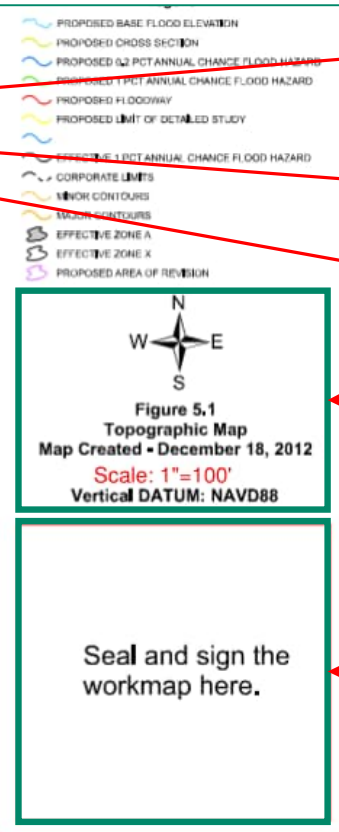 PROPOSED BASE FLOOD ELEVATION
PROPOSED CROSS SECTION
PROPOSED 0.2 PCT ANNUAL CHANCE FLOOD HAZARD
PROPOSED 1 PCT ANNUAL CHANCE FLOOD HAZARD
PROPOSED FLOODWAY
PROPOSED LIMIT OF DETAILED STUDY
EFFECTIVE 1 PCT ANNUAL CHANCE FLOOD HAZARD
CORPORATE LIMITS
MINOR CONTOURS
MAJOR CONTOURS
EFFECTIVE ZONE A
EFFECTIVE ZONE X
PROPOSED AREA OF REVISION
N
W E
S
Figure 5.1
Topographic Map
Map Created - December 18, 2012
Scale: 1"=100'
Vertical DATUM: NAVD88
Seal and sign the
workmap here.